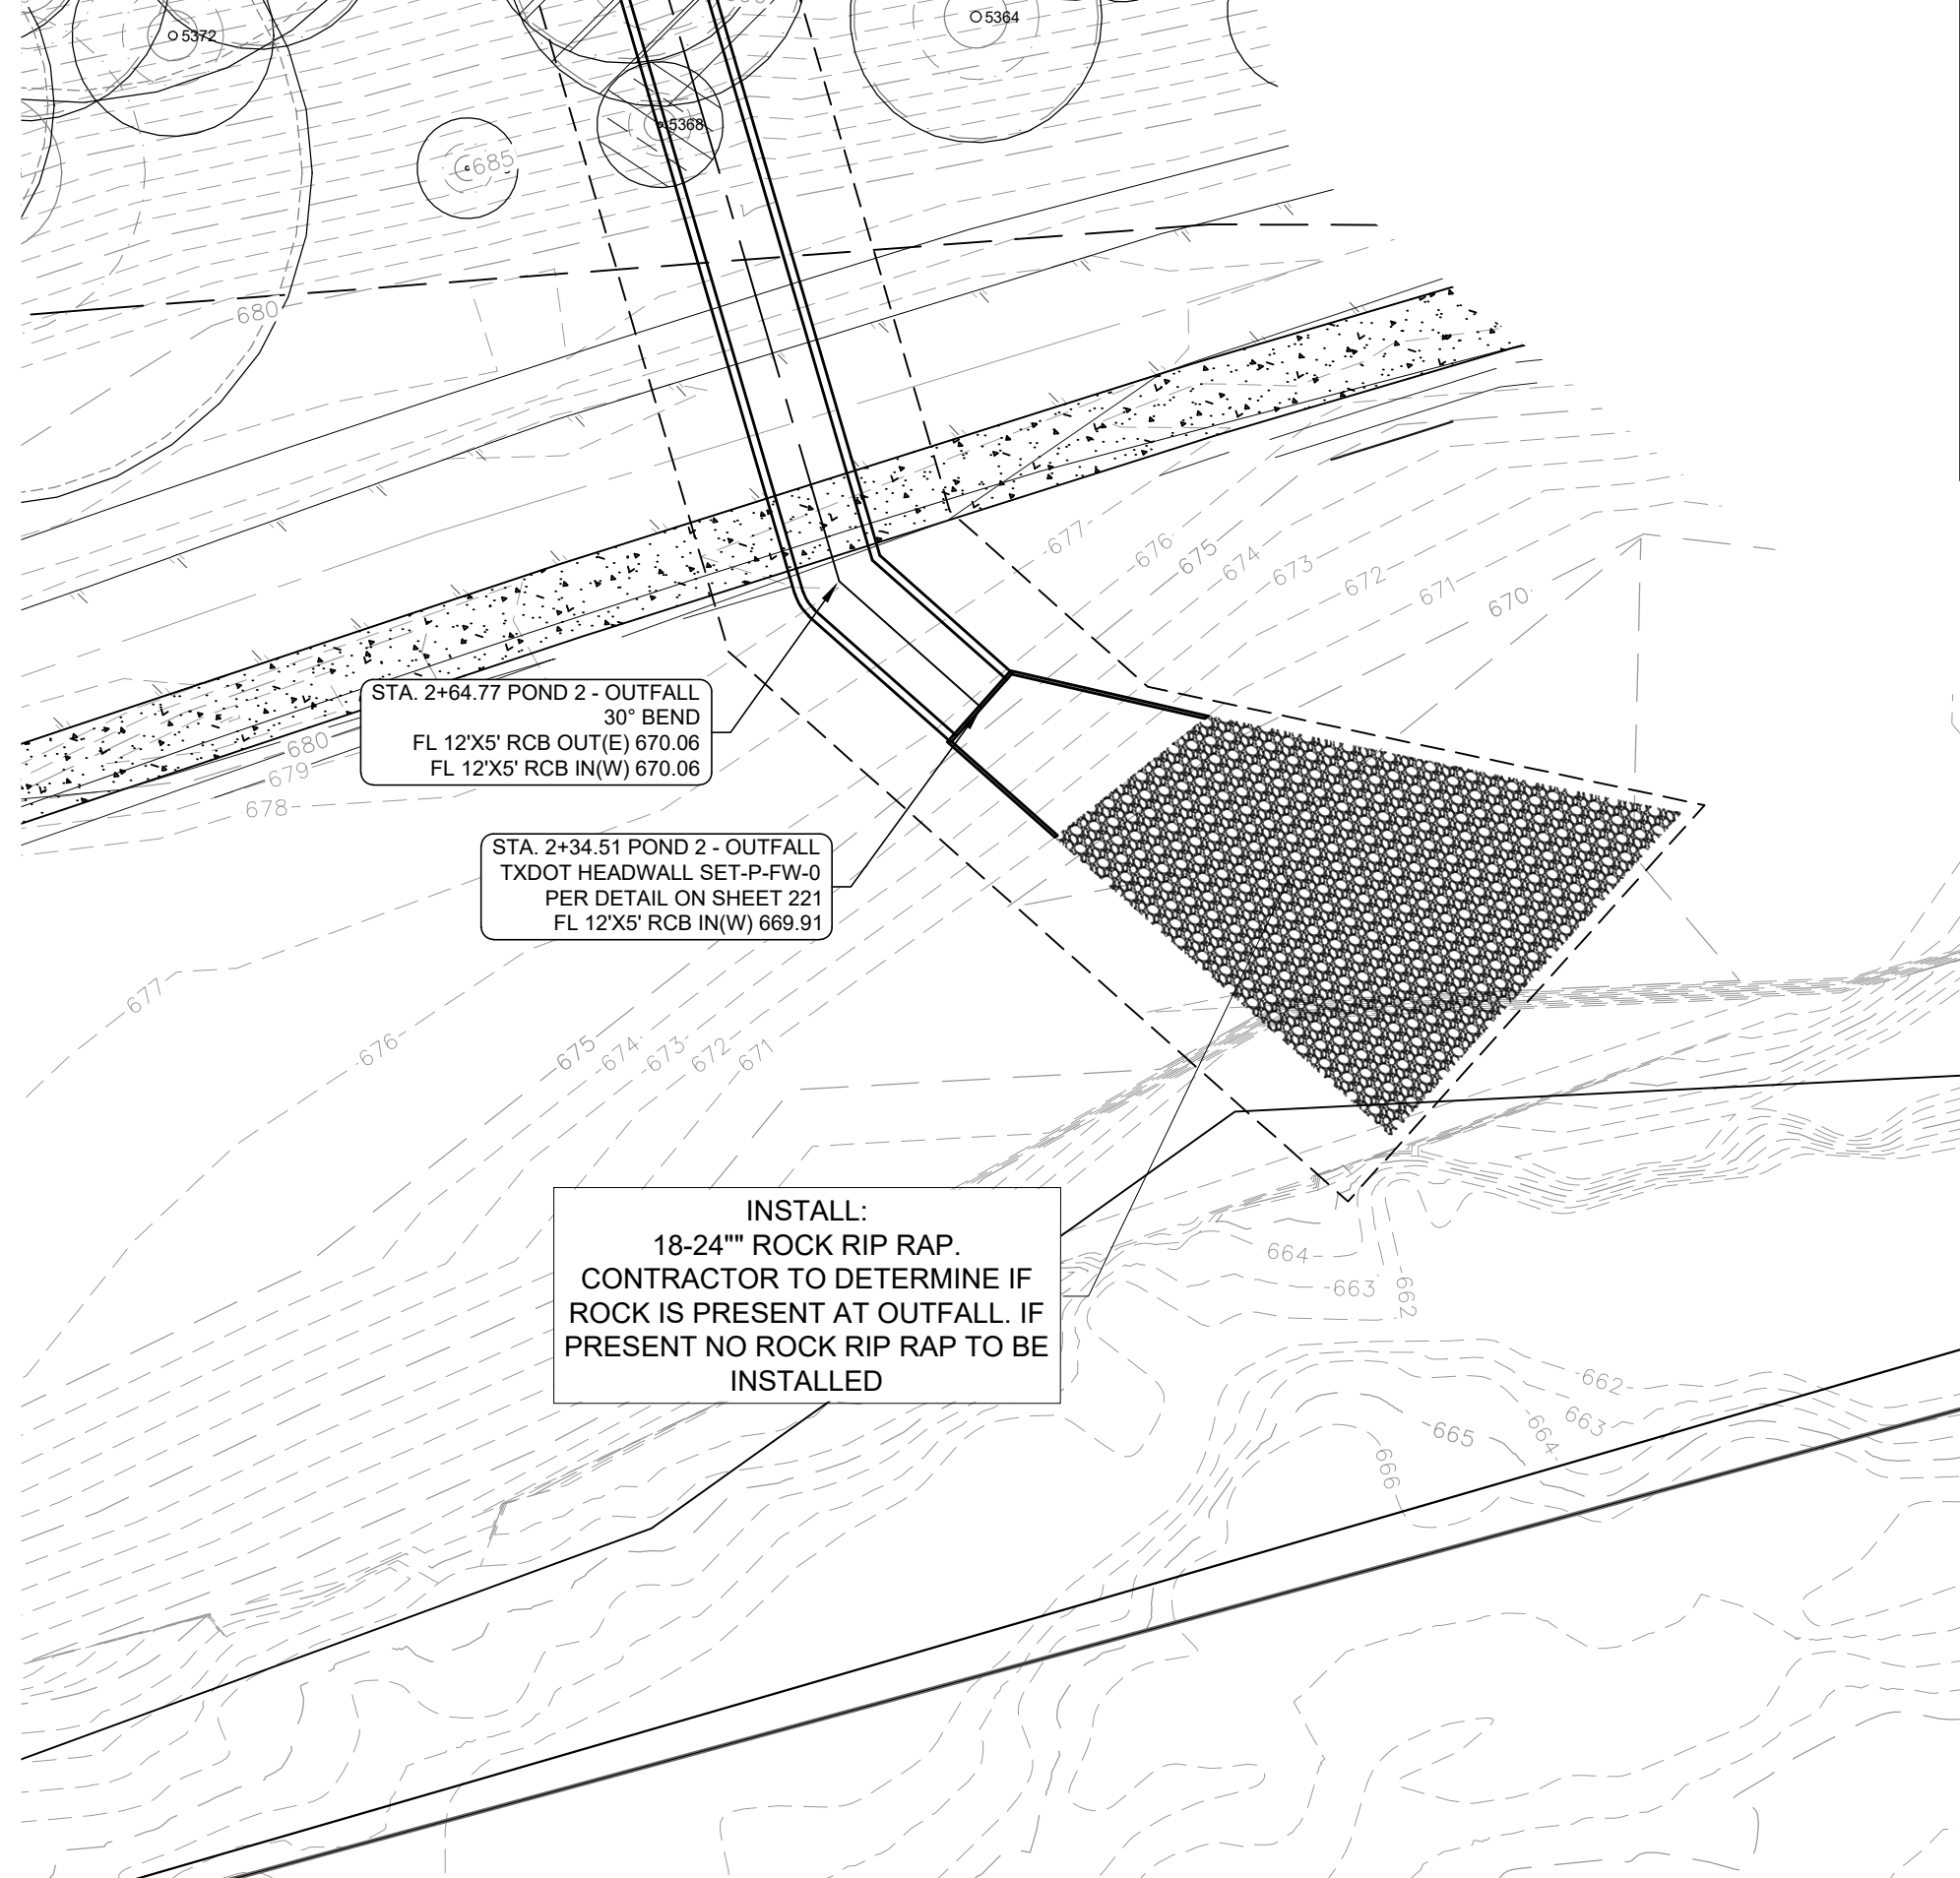 5372
5364
5368
685
680
677
676
675
674
673
672
671
670
STA. 2+64.77 POND 2 - OUTFALL
30° BEND
FL 12'X5' RCB OUT(E) 670.06
FL 12'X5' RCB IN(W) 670.06
680
679
678
STA. 2+34.51 POND 2 - OUTFALL
TXDOT HEADWALL SET-P-FW-0
PER DETAIL ON SHEET 221
FL 12'X5' RCB IN(W) 669.91
677
676
675
674
673
672
671
INSTALL:
18-24"" ROCK RIP RAP.
CONTRACTOR TO DETERMINE IF
ROCK IS PRESENT AT OUTFALL. IF
PRESENT NO ROCK RIP RAP TO BE
INSTALLED
664
663
662
662
663
664
665
666